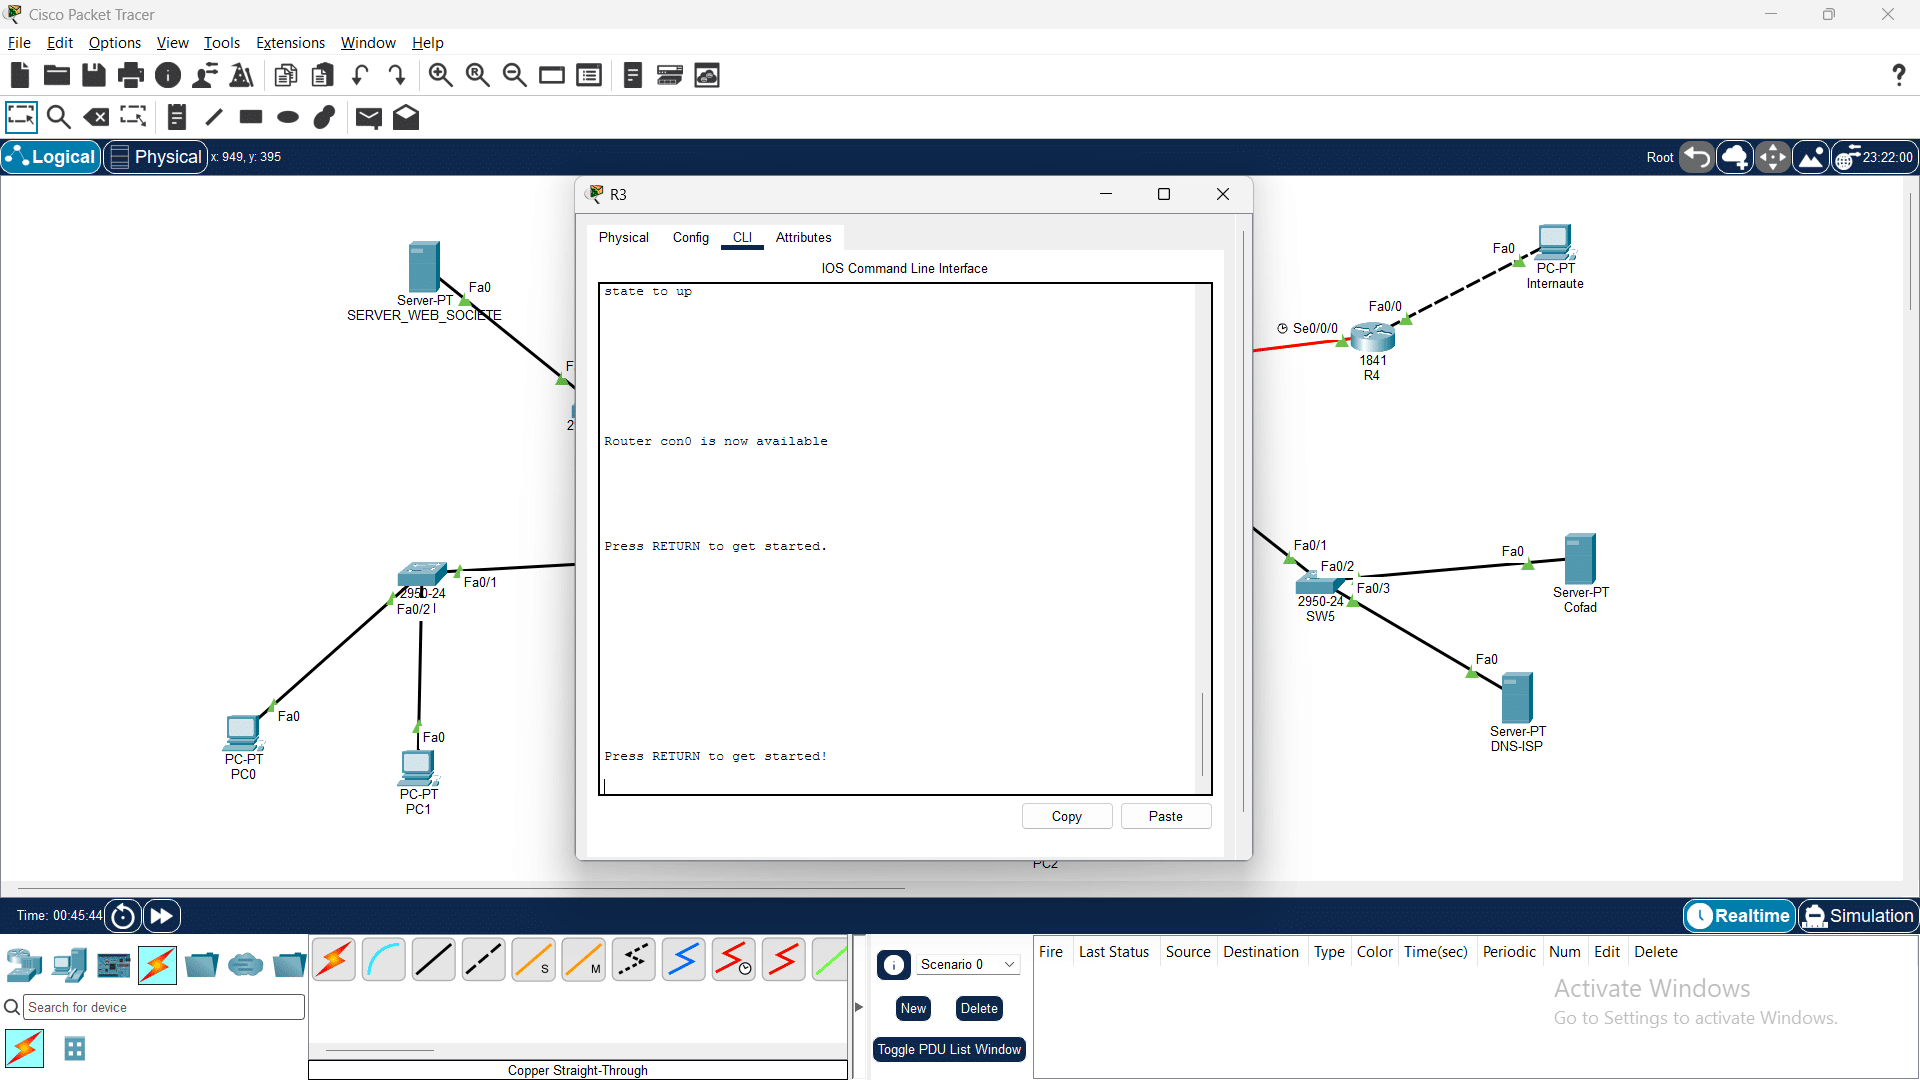 Cisco Packet Tracer
File Edit Options View Tools Extensions Window Help
Logical Physical x: 949, y: 395 Root 23:22:00
R3
Physical Config CLI Attributes
IOS Command Line Interface
state to up
Router con0 is now available
Press RETURN to get started.
Press RETURN to get started!
Copy Paste
Fa0
Server-PT
SERVER_WEB_SOCIETE
F
2
Fa0/1
2950-24
Fa0/2
Fa0
PC-PT
PC0
Fa0
PC-PT
PC1
Fa0
PC-PT
Internaute
Fa0/0
Se0/0/0
1841
R4
Fa0/1
Fa0/2
Fa0/3
2950-24
SW5
Fa0
Server-PT
Cofad
Fa0
Server-PT
DNS-ISP
PC2
Time: 00:45:44 Realtime Simulation
S M
Search for device
Copper Straight-Through
Scenario 0
New Delete
Toggle PDU List Window
Fire Last Status Source Destination Type Color Time(sec) Periodic Num Edit Delete
Activate Windows
Go to Settings to activate Windows.